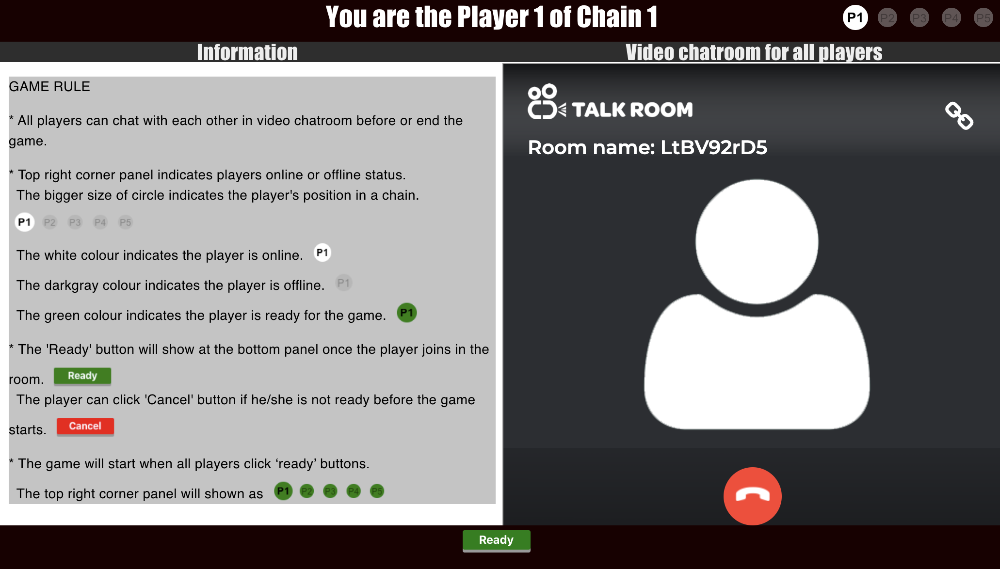 You are the Player 1 of Chain 1
P1 P2 P3 P4 P5
Information
Video chatroom for all players
GAME RULE
* All players can chat with each other in video chatroom before or end the
game.
* Top right corner panel indicates players online or offline status.
The bigger size of circle indicates the player's position in a chain.
P1 P2 P3 P4 P5
The white colour indicates the player is online. P1
The darkgray colour indicates the player is offline. P1
The green colour indicates the player is ready for the game. P1
* The 'Ready' button will show at the bottom panel once the player joins in the
room. Ready
The player can click 'Cancel' button if he/she is not ready before the game
starts. Cancel
* The game will start when all players click ‘ready’ buttons.
The top right corner panel will shown as P1 P2 P3 P4 P5
TALK ROOM
Room name: LtBV92rD5
Ready